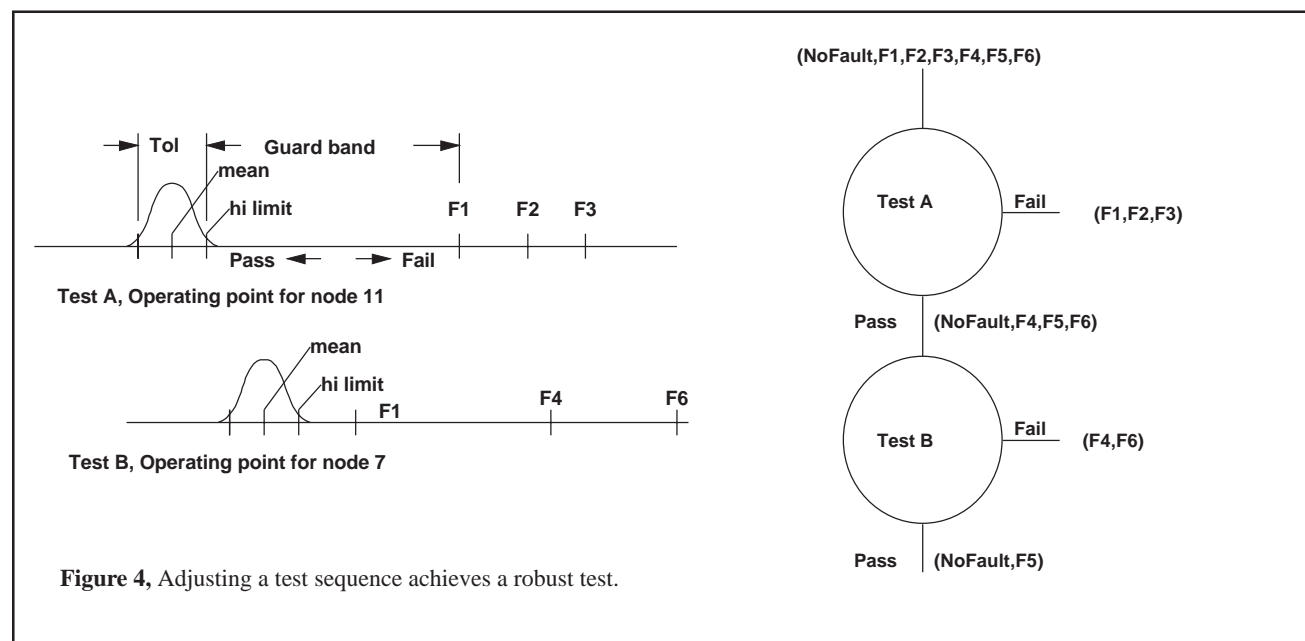 Tol
Guard band
mean
hi limit
F1 F2 F3
Pass Fail
Test A, Operating point for node 11
mean
hi limit
F1 F4 F6
Test B, Operating point for node 7
Figure 4, Adjusting a test sequence achieves a robust test.
(NoFault,F1,F2,F3,F4,F5,F6)
Test A
Fail (F1,F2,F3)
Pass (NoFault,F4,F5,F6)
Test B
Fail (F4,F6)
Pass (NoFault,F5)